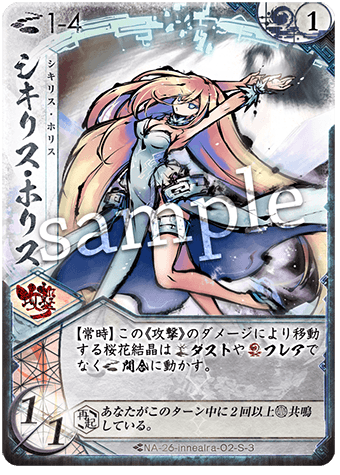 1-4
1
シキリス・ホリス
シキリス・ホリス
sample
攻撃
【常時】この《攻撃》のダメージにより移動
する桜花結晶はダストやフレアで
なく間合に動かす。
1/1
再起
あなたがこのターン中に2回以上共鳴
している。
NA-26-innealra-O2-S-3